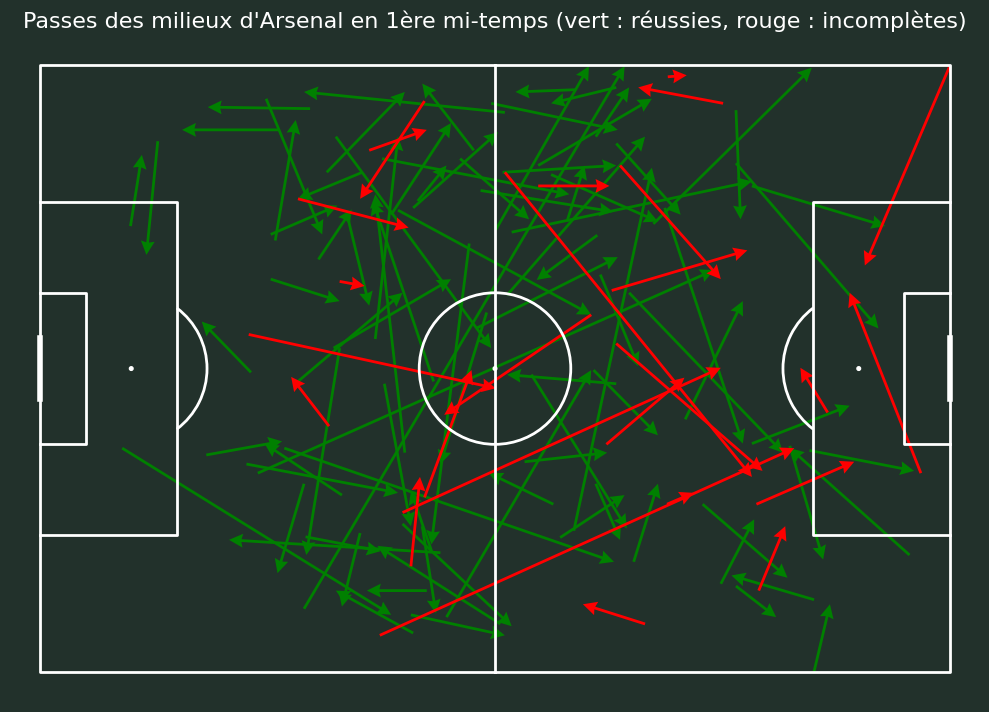 Passes des milieux d'Arsenal en 1ère mi-temps (vert : réussies, rouge : incomplètes)